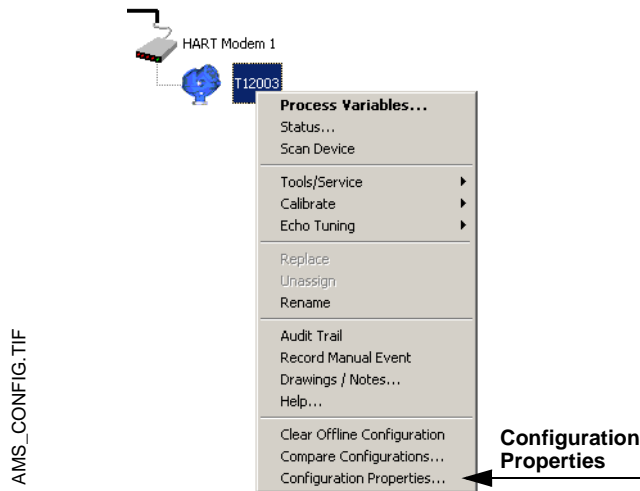 HART Modem 1
T12003
Process Variables...
Status...
Scan Device
Tools/Service
Calibrate
Echo Tuning
Replace
Unassign
Rename
Audit Trail
Record Manual Event
Drawings / Notes...
Help...
Clear Offline Configuration
Compare Configurations...
Configuration Properties...
Configuration
Properties
AMS_CONFIG.TIF